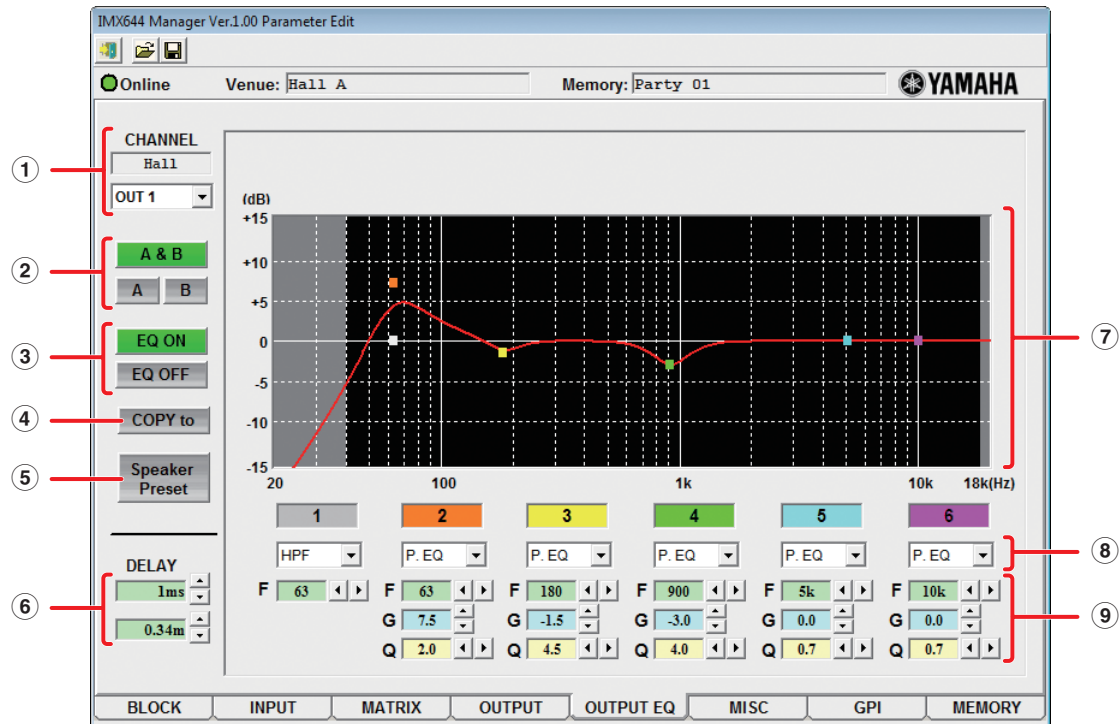 IMX644 Manager Ver.1.00 Parameter Edit
Online Venue: Hall A Memory: Party 01 YAMAHA
CHANNEL
Hall
OUT 1
A & B
A B
EQ ON
EQ OFF
COPY to
Speaker
Preset
DELAY
1ms
0.34m
1
2
3
4
5
6
(dB)
+15
+10
+5
0
-5
-10
-15
20 100 1k 10k 18k(Hz)
7
1 2 3 4 5 6
HPF P. EQ P. EQ P. EQ P. EQ P. EQ
8
F 63 F 63 F 180 F 900 F 5k F 10k
G 7.5 G -1.5 G -3.0 G 0.0 G 0.0
Q 2.0 Q 4.5 Q 4.0 Q 0.7 Q 0.7
9
BLOCK INPUT MATRIX OUTPUT OUTPUT EQ MISC GPI MEMORY